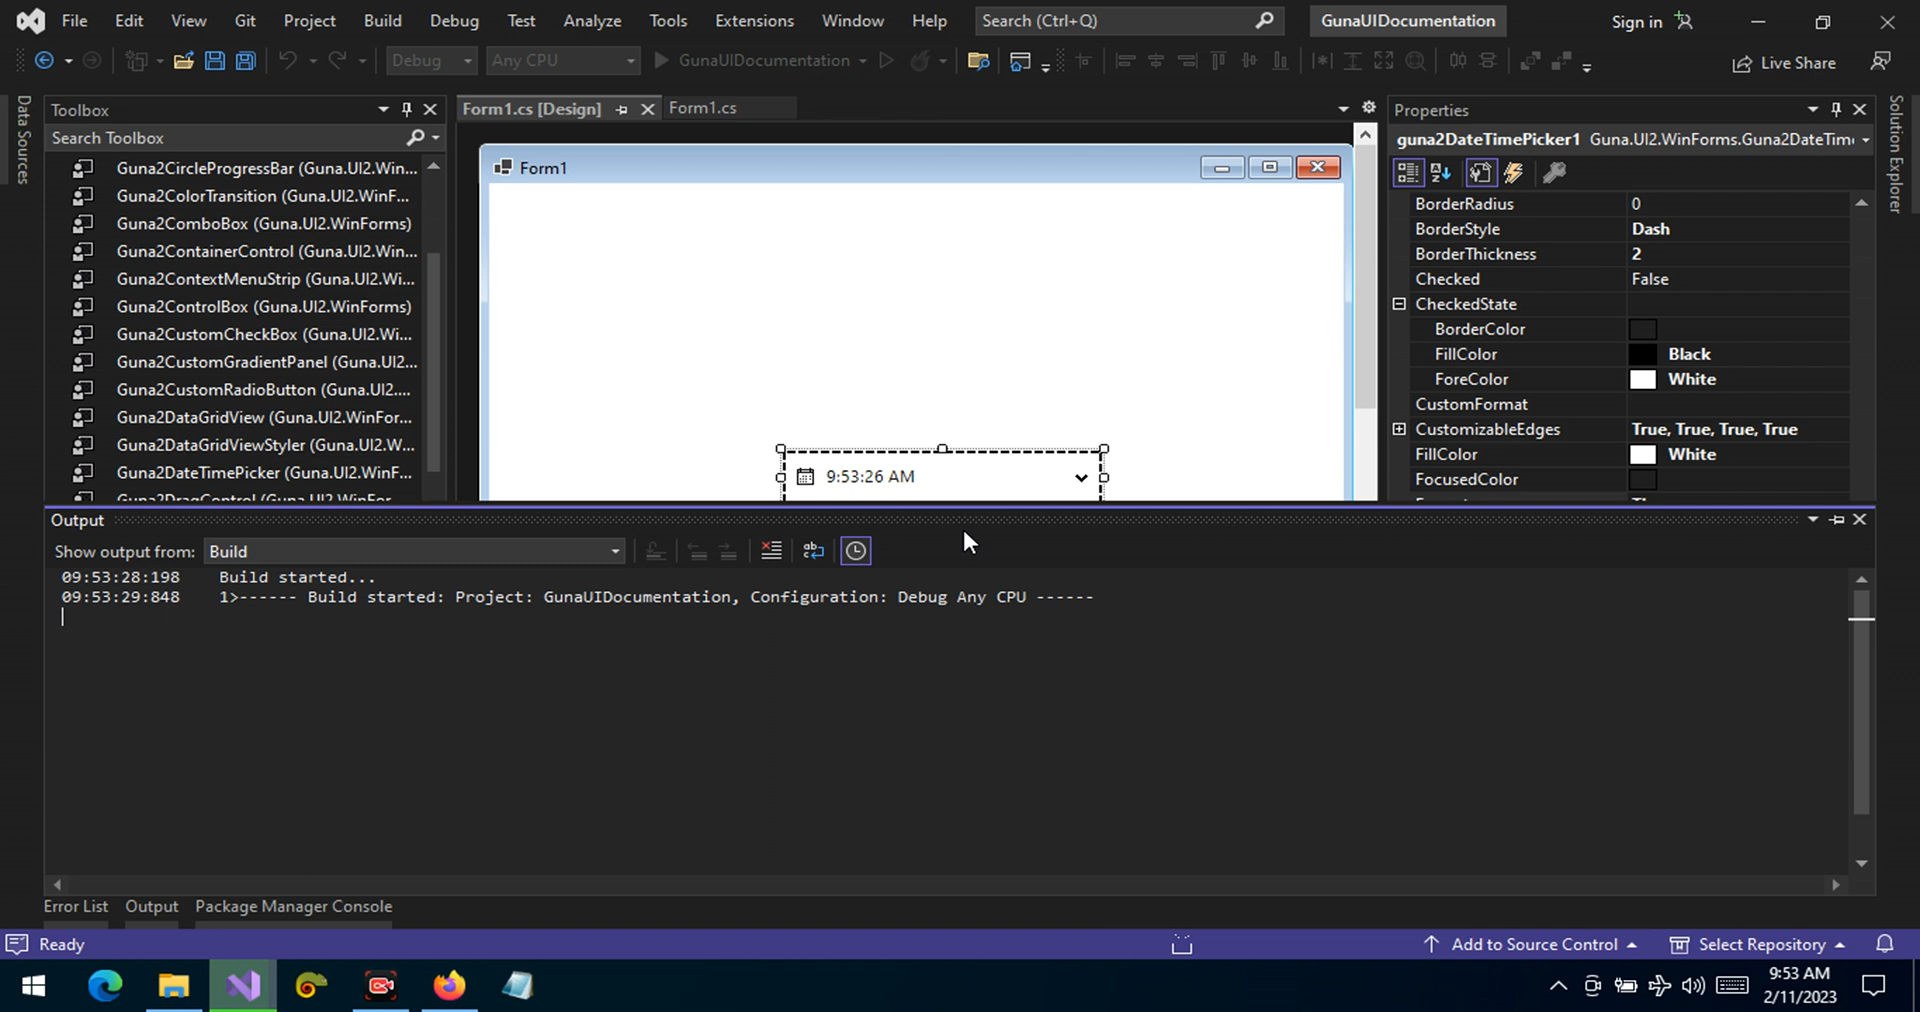 File Edit View Git Project Build Debug Test Analyze Tools Extensions Window Help Search (Ctrl+Q) GunaUIDocumentation Sign in
Debug Any CPU GunaUIDocumentation Live Share
Data Sources
Toolbox
Search Toolbox
Guna2CircleProgressBar (Guna.UI2.Win...
Guna2ColorTransition (Guna.UI2.WinF...
Guna2ComboBox (Guna.UI2.WinForms)
Guna2ContainerControl (Guna.UI2.Win...
Guna2ContextMenuStrip (Guna.UI2.Wi...
Guna2ControlBox (Guna.UI2.WinForms)
Guna2CustomCheckBox (Guna.UI2.Wi...
Guna2CustomGradientPanel (Guna.UI2...
Guna2CustomRadioButton (Guna.UI2....
Guna2DataGridView (Guna.UI2.WinFor...
Guna2DataGridViewStyler (Guna.UI2.W...
Guna2DateTimePicker (Guna.UI2.WinF...
Guna2DragControl (Guna.UI2.WinFor...
Form1.cs [Design] Form1.cs
Form1
9:53:26 AM
Properties
guna2DateTimePicker1 Guna.UI2.WinForms.Guna2DateTime
BorderRadius 0
BorderStyle Dash
BorderThickness 2
Checked False
CheckedState
BorderColor
FillColor Black
ForeColor White
CustomFormat
CustomizableEdges True, True, True, True
FillColor White
FocusedColor
Solution Explorer
Output
Show output from: Build
09:53:28:198 Build started...
09:53:29:848 1>------ Build started: Project: GunaUIDocumentation, Configuration: Debug Any CPU ------
Error List Output Package Manager Console
Ready Add to Source Control Select Repository
9:53 AM
2/11/2023